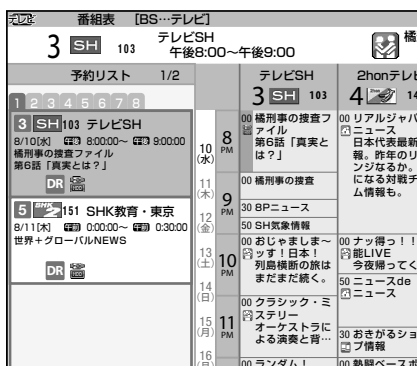 テレビ 番組表 [BS…テレビ]
3 SH 103 テレビSH
午後8:00～午後9:00
橘
予約リスト 1/2
1 2 3 4 5 6 7 8
3 SH 103 テレビSH
8/10[水] 午後 8:00:00～ 午後 9:00:00
橘刑事の捜査ファイル
第6話「真実とは？」
DR
5 SHK2 151 SHK教育・東京
8/11[木] 午前 0:00:00～ 午前 0:30:00
世界＋グローバルNEWS
DR
10
(水)
11
(木)
12
(金)
13
(土)
14
(日)
15
(月)
16
8
PM
9
PM
10
PM
11
PM
テレビSH
3 SH 103
00 橘刑事の捜査フ
ァイル
第6話「真実と
は？」
00 橘刑事の捜査
30 BPニュース
50 SH気象情報
00 おじゃましま～
ッす！日本！
列島横断の旅は
まだまだ続く。
00 クラシック・ミ
ステリー
オーケストラに
よる演奏と背…
00 ランダム！
2honテレビ
4 14
00 リアルジャパ
ニュース
日本代表最新
報。昨年のリ
ンジなるか。
になる対戦チ
ム情報も。
00 ナッ得っ！！
能LIVE
今夜帰ってく
50 ニュースde
ニュース
30 おきがるショ
プ情報
00 熱闘ベースボ